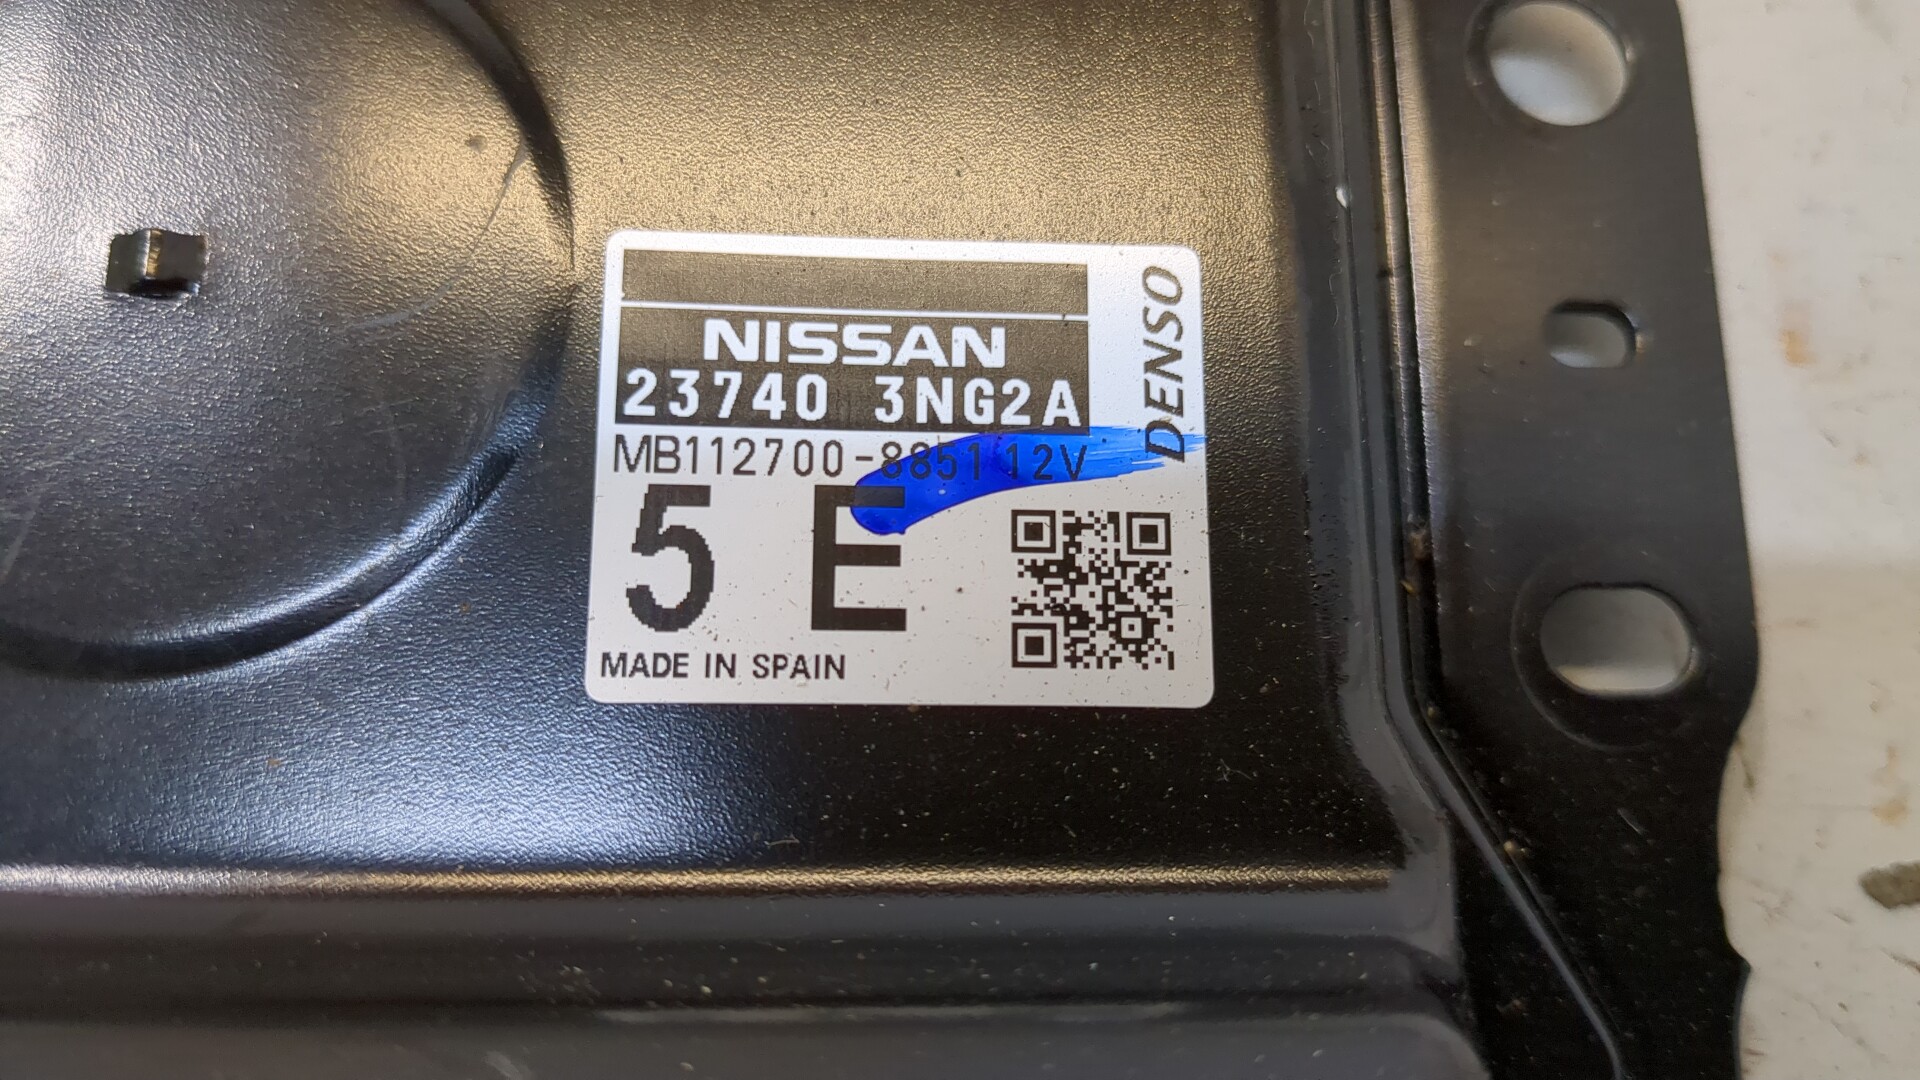 NISSAN
23740 3NG2A
MB112700-8851 12V
5 E
MADE IN SPAIN
DENSO